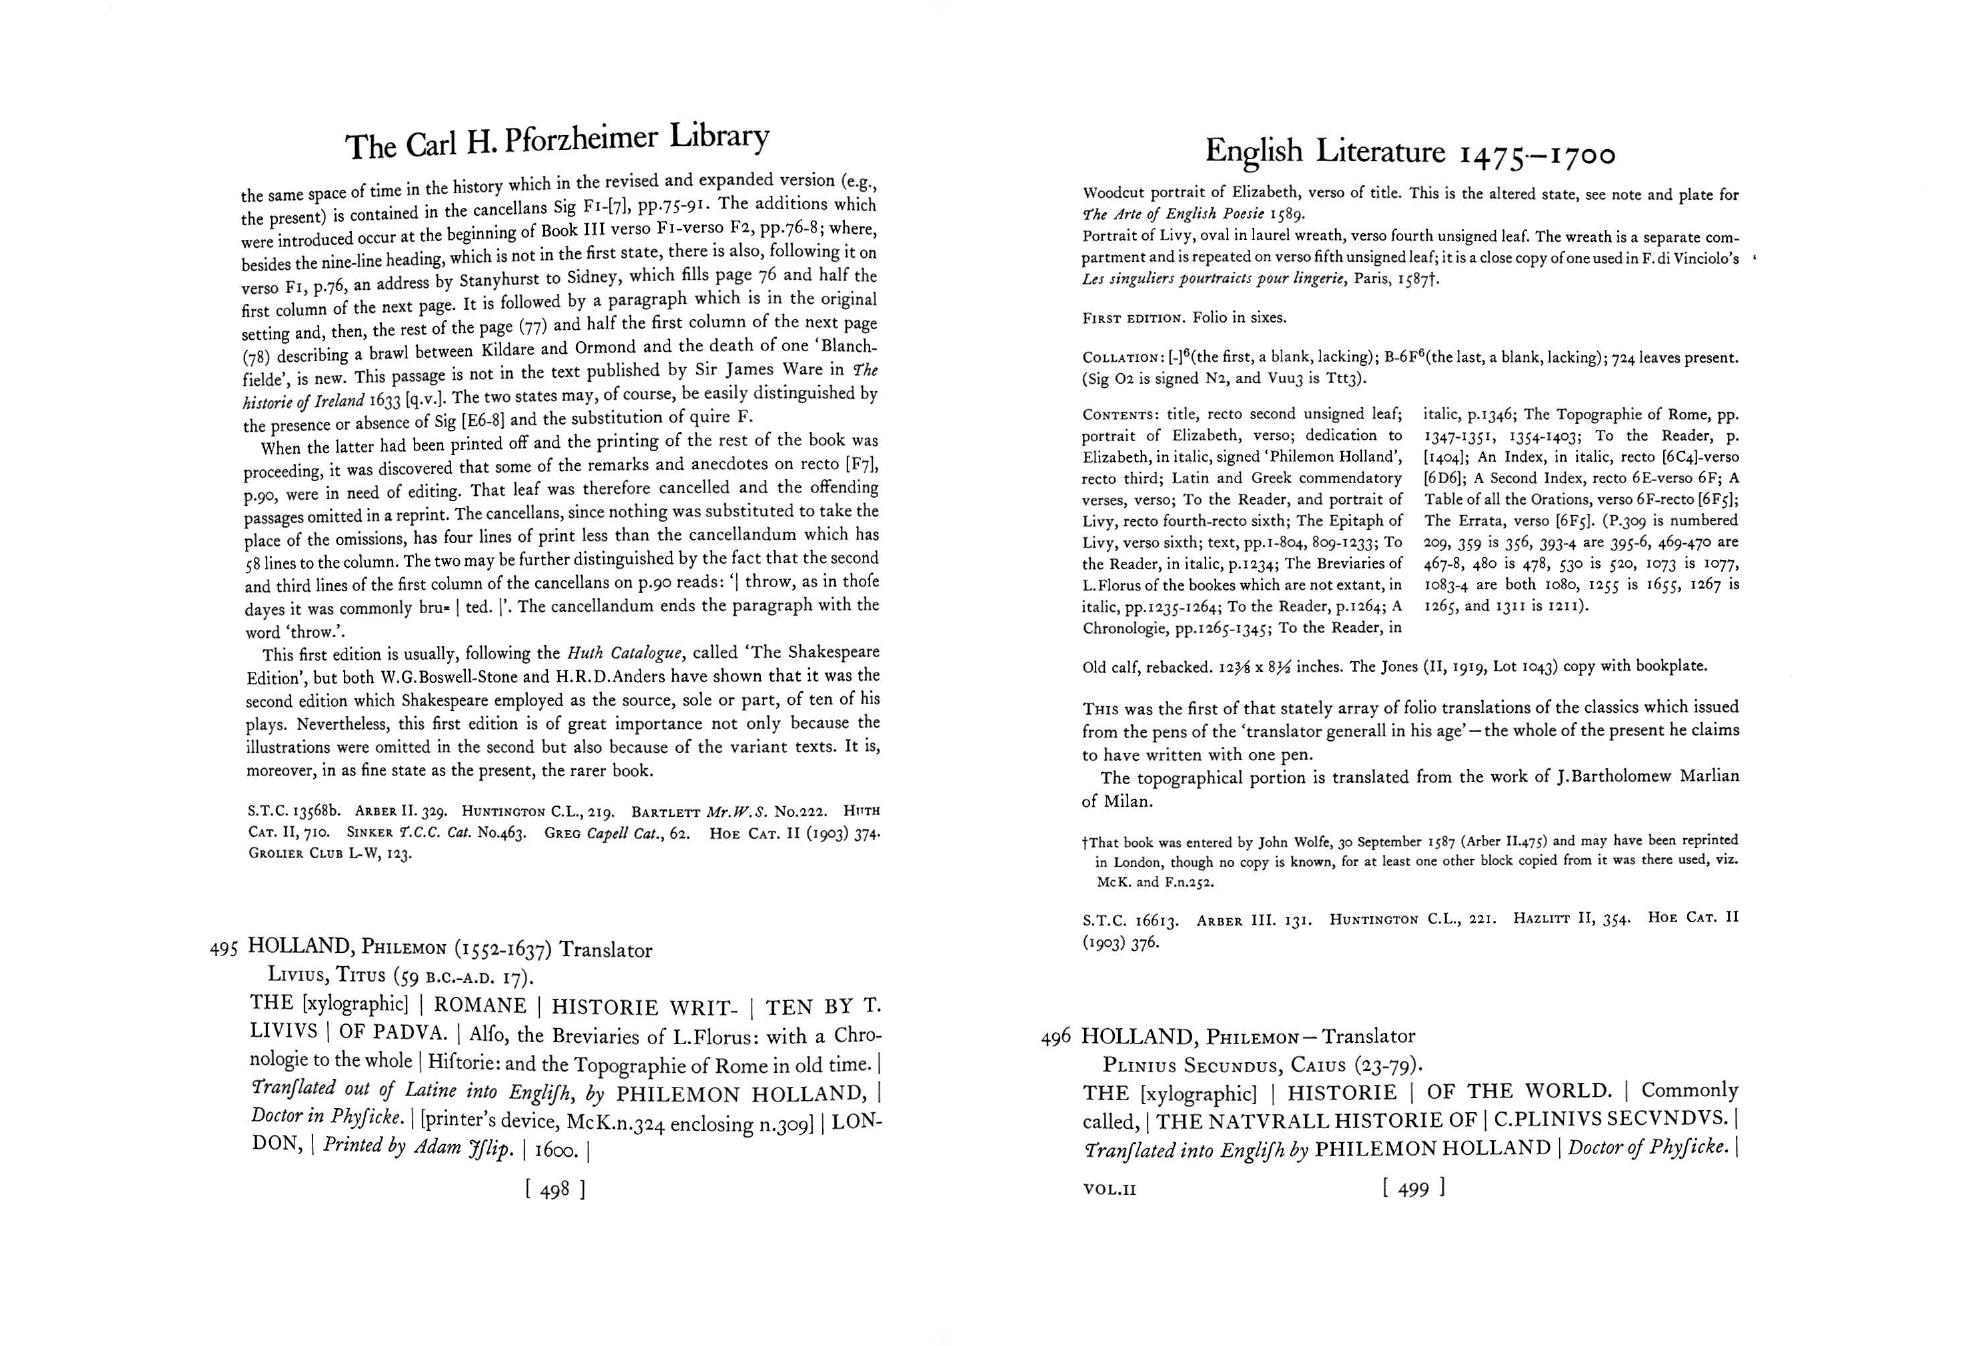 The Carl H. Pforzheimer Library
the same space of time in the history which in the revised and expanded version (e.g.,
the present) is contained in the cancellans Sig F1-[7], pp.75-91. The additions which
were introduced occur at the beginning of Book III verso F1-verso F2, pp.76-8; where,
besides the nine-line heading, which is not in the first state, there is also, following it on
verso F1, p.76, an address by Stanyhurst to Sidney, which fills page 76 and half the
first column of the next page. It is followed by a paragraph which is in the original
setting and, then, the rest of the page (77) and half the first column of the next page
(78) describing a brawl between Kildare and Ormond and the death of one ‘Blanch-
fielde’, is new. This passage is not in the text published by Sir James Ware in The
historie of Ireland 1633 [q.v.]. The two states may, of course, be easily distinguished by
the presence or absence of Sig [E6-8] and the substitution of quire F.
When the latter had been printed off and the printing of the rest of the book was
proceeding, it was discovered that some of the remarks and anecdotes on recto [F7],
p.90, were in need of editing. That leaf was therefore cancelled and the offending
passages omitted in a reprint. The cancellans, since nothing was substituted to take the
place of the omissions, has four lines of print less than the cancellandum which has
58 lines to the column. The two may be further distinguished by the fact that the second
and third lines of the first column of the cancellans on p.90 reads: ‘| throw, as in thoſe
dayes it was commonly bru= | ted. |’. The cancellandum ends the paragraph with the
word ‘throw.’.
This first edition is usually, following the Huth Catalogue, called ‘The Shakespeare
Edition’, but both W.G.Boswell-Stone and H.R.D.Anders have shown that it was the
second edition which Shakespeare employed as the source, sole or part, of ten of his
plays. Nevertheless, this first edition is of great importance not only because the
illustrations were omitted in the second but also because of the variant texts. It is,
moreover, in as fine state as the present, the rarer book.
S.T.C. 13568b. Arber II. 329. Huntington C.L., 219. Bartlett Mr.W.S. No.222. Huth
Cat. II, 710. Sinker T.C.C. Cat. No.463. Greg Capell Cat., 62. Hoe Cat. II (1903) 374.
Grolier Club L-W, 123.
495 HOLLAND, Philemon (1552-1637) Translator
Livius, Titus (59 B.C.-A.D. 17).
THE [xylographic] | ROMANE | HISTORIE WRIT- | TEN BY T.
LIVIVS | OF PADVA. | Alſo, the Breviaries of L.Florus: with a Chro-
nologie to the whole | Hiſtorie: and the Topographie of Rome in old time. |
Tranſlated out of Latine into Engliſh, by PHILEMON HOLLAND, |
Doctor in Phyſicke. | [printer’s device, McK.n.324 enclosing n.309] | LON-
DON, | Printed by Adam Iſlip. | 1600. |
[ 498 ]
English Literature 1475–1700
Woodcut portrait of Elizabeth, verso of title. This is the altered state, see note and plate for
The Arte of English Poesie 1589.
Portrait of Livy, oval in laurel wreath, verso fourth unsigned leaf. The wreath is a separate com-
partment and is repeated on verso fifth unsigned leaf; it is a close copy of one used in F. di Vinciolo’s
Les singuliers pourtraicts pour lingerie, Paris, 1587†.
First edition. Folio in sixes.
Collation: [-]⁶(the first, a blank, lacking); B-6F⁶(the last, a blank, lacking); 724 leaves present.
(Sig O2 is signed N2, and Vuu3 is Ttt3).
Contents: title, recto second unsigned leaf;
portrait of Elizabeth, verso; dedication to
Elizabeth, in italic, signed ‘Philemon Holland’,
recto third; Latin and Greek commendatory
verses, verso; To the Reader, and portrait of
Livy, recto fourth-recto sixth; The Epitaph of
Livy, verso sixth; text, pp.1-804, 809-1233; To
the Reader, in italic, p.1234; The Breviaries of
L.Florus of the bookes which are not extant, in
italic, pp.1235-1264; To the Reader, p.1264; A
Chronologie, pp.1265-1345; To the Reader, in
italic, p.1346; The Topographie of Rome, pp.
1347-1351, 1354-1403; To the Reader, p.
[1404]; An Index, in italic, recto [6C4]-verso
[6D6]; A Second Index, recto 6E-verso 6F; A
Table of all the Orations, verso 6F-recto [6F5];
The Errata, verso [6F5]. (P.309 is numbered
209, 359 is 356, 393-4 are 395-6, 469-470 are
467-8, 480 is 478, 530 is 520, 1073 is 1077,
1083-4 are both 1080, 1255 is 1655, 1267 is
1265, and 1311 is 1211).
Old calf, rebacked. 12⅜ x 8½ inches. The Jones (II, 1919, Lot 1043) copy with bookplate.
This was the first of that stately array of folio translations of the classics which issued
from the pens of the ‘translator generall in his age’—the whole of the present he claims
to have written with one pen.
The topographical portion is translated from the work of J.Bartholomew Marlian
of Milan.
†That book was entered by John Wolfe, 30 September 1587 (Arber II.475) and may have been reprinted
in London, though no copy is known, for at least one other block copied from it was there used, viz.
McK. and F.n.252.
S.T.C. 16613. Arber III. 131. Huntington C.L., 221. Hazlitt II, 354. Hoe Cat. II
(1903) 376.
496 HOLLAND, Philemon—Translator
Plinius Secundus, Caius (23-79).
THE [xylographic] | HISTORIE | OF THE WORLD. | Commonly
called, | THE NATVRALL HISTORIE OF | C.PLINIVS SECVNDVS. |
Tranſlated into Engliſh by PHILEMON HOLLAND | Doctor of Phyſicke. |
VOL.II
[ 499 ]